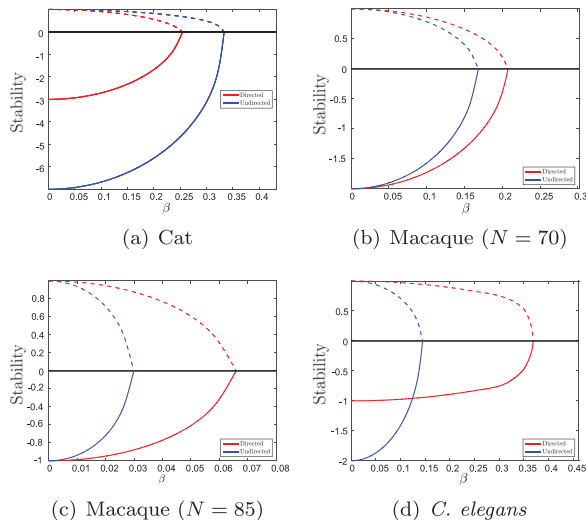 0
-1
-2
-3
-4
-5
-6
Stability
0 0.05 0.1 0.15 0.2 0.25 0.3 0.35 0.4
β
Directed
Undirected
(a) Cat
0.5
0
-0.5
-1
-1.5
Stability
0 0.05 0.1 0.15 0.2 0.25 0.3
β
Directed
Undirected
(b) Macaque (N = 70)
0.8
0.6
0.4
0.2
0
-0.2
-0.4
-0.6
-0.8
-1
Stability
0 0.01 0.02 0.03 0.04 0.05 0.06 0.07 0.08
β
Directed
Undirected
(c) Macaque (N = 85)
0.5
0
-0.5
-1
-1.5
-2
Stability
0 0.05 0.1 0.15 0.2 0.25 0.3 0.35 0.4 0.45
β
Directed
Undirected
(d) C. elegans